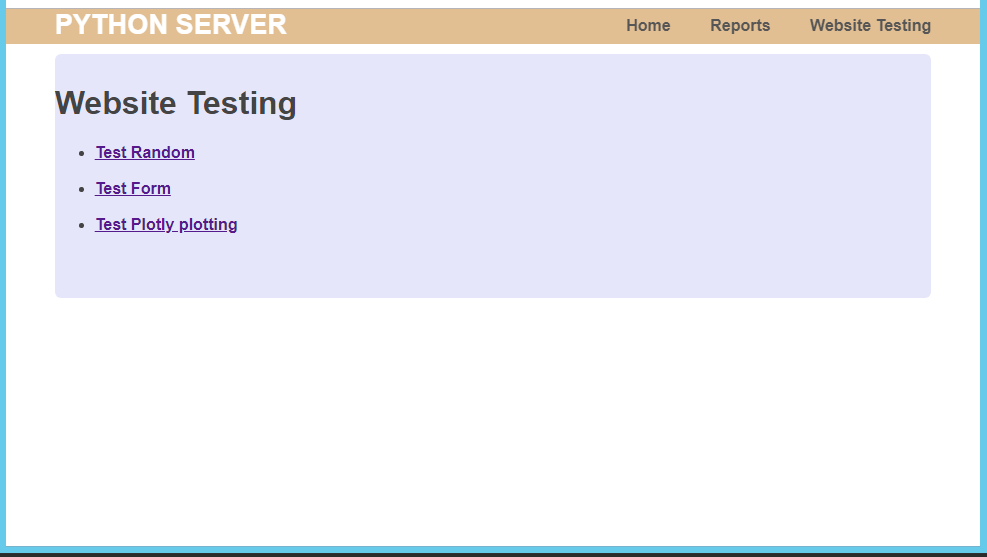 PYTHON SERVER Home Reports Website Testing
Website Testing
Test Random
Test Form
Test Plotly plotting